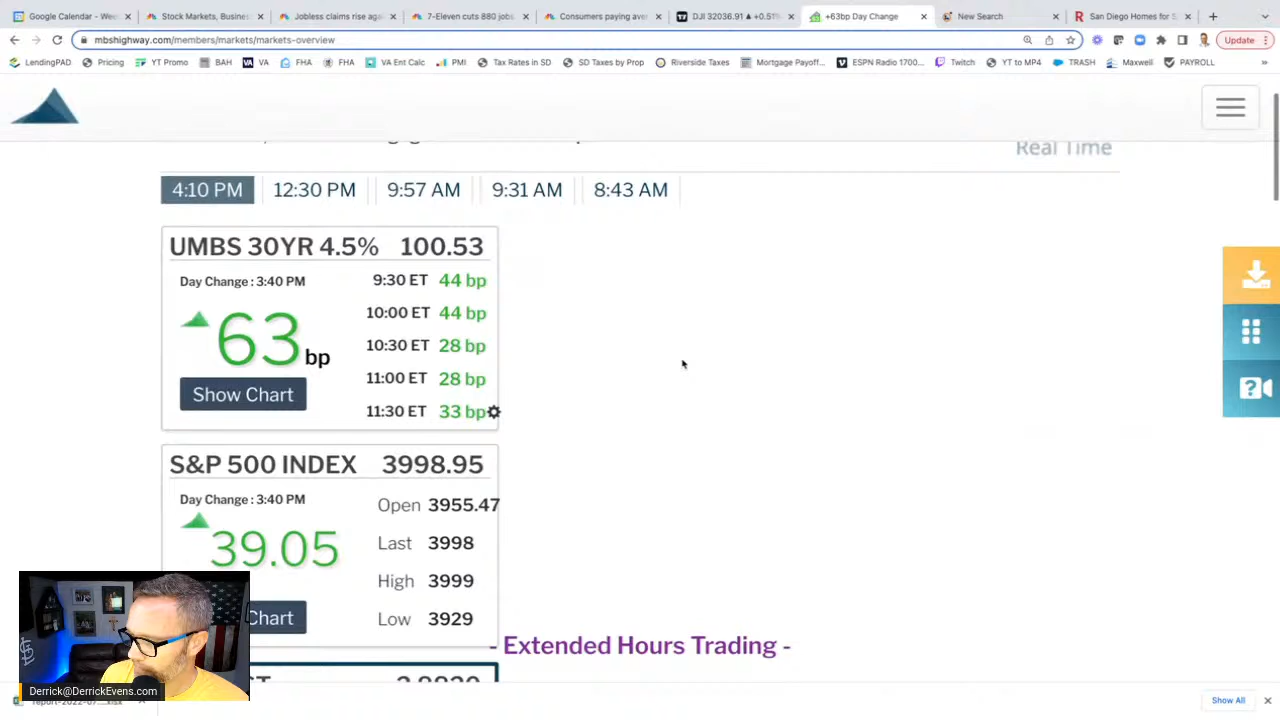 Google Calendar - Wee
Stock Markets, Busines
Jobless claims rise aga
7-Eleven cuts 880 jobs
Consumers paying ave
DJI 32036.91 ▲ +0.51%
+63bp Day Change
New Search
San Diego Homes for S
mbshighway.com/members/markets/markets-overview
Update
LendingPAD
Pricing
YT Promo
BAH
VA
FHA
FHA
VA Ent Calc
PMI
Tax Rates in SD
SD Taxes by Prop
Riverside Taxes
Mortgage Payoff...
ESPN Radio 1700...
Twitch
YT to MP4
TRASH
Maxwell
PAYROLL
Real Time
4:10 PM
12:30 PM
9:57 AM
9:31 AM
8:43 AM
UMBS 30YR 4.5% 100.53
Day Change : 3:40 PM
63 bp
Show Chart
9:30 ET 44 bp
10:00 ET 44 bp
10:30 ET 28 bp
11:00 ET 28 bp
11:30 ET 33 bp
S&P 500 INDEX 3998.95
Day Change : 3:40 PM
39.05
Chart
Open 3955.47
Last 3998
High 3999
Low 3929
- Extended Hours Trading -
Derrick@DerrickEvens.com
Show All